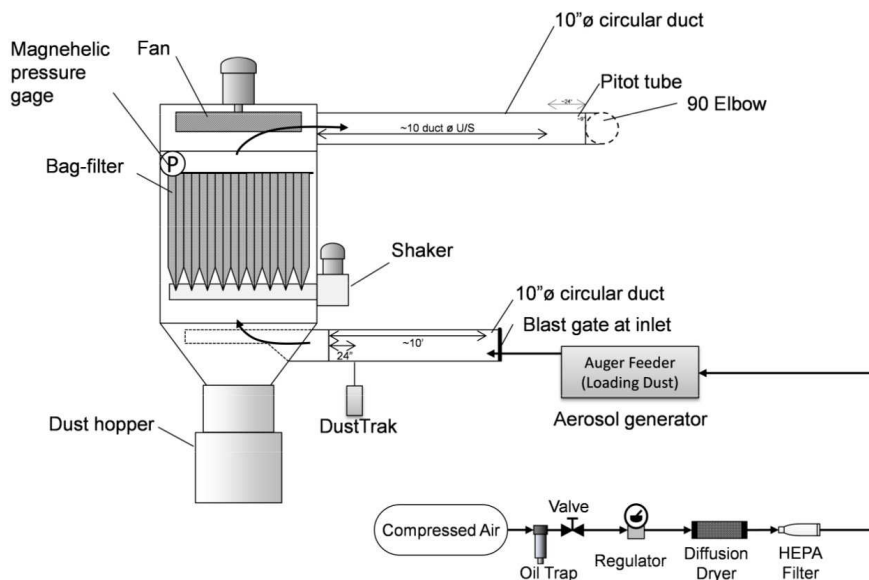 10”ø circular duct
Magnehelic
pressure
gage
Fan
Pitot tube
~24"
90 Elbow
~9"
~10 duct ø U/S
P
Bag-filter
Shaker
10”ø circular duct
Blast gate at inlet
~10'
24"
Auger Feeder
(Loading Dust)
Aerosol generator
Dust hopper
DustTrak
Compressed Air
Valve
Oil Trap
Regulator
Diffusion
Dryer
HEPA
Filter